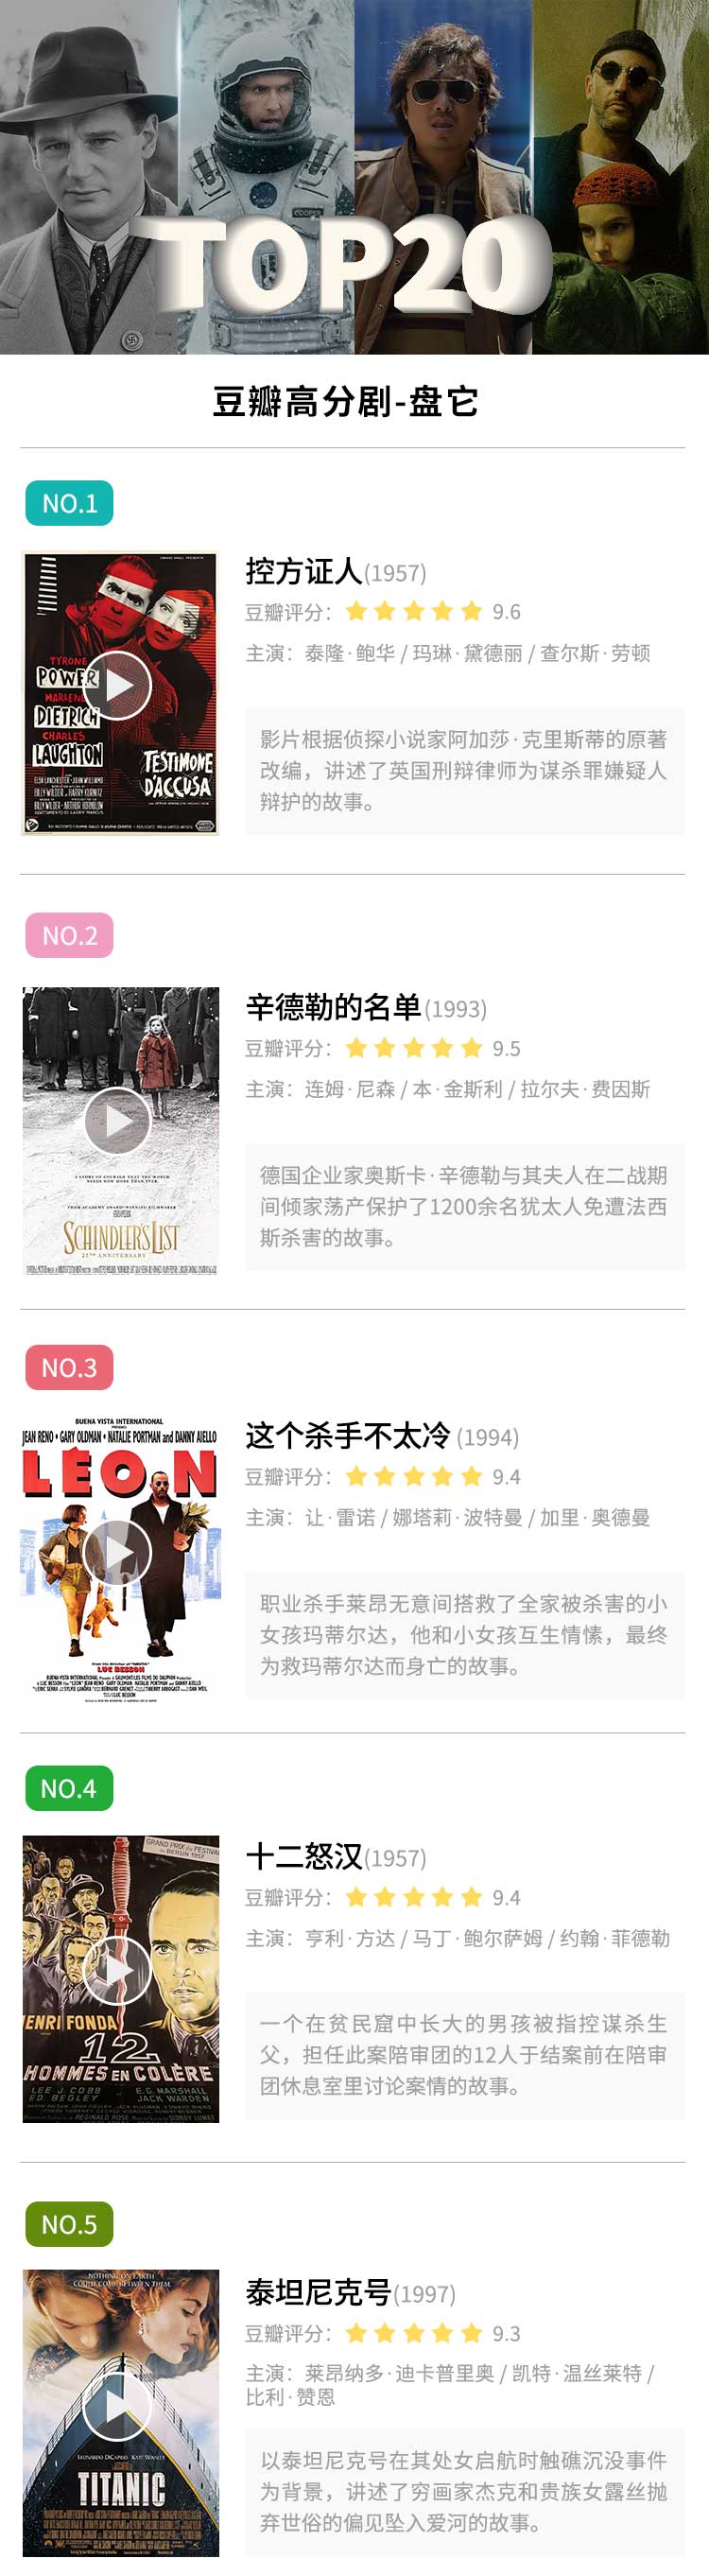 TOP20
豆瓣高分剧-盘它
NO.1
控方证人(1957)
豆瓣评分： 9.6
主演：泰隆·鲍华 / 玛琳·黛德丽 / 查尔斯·劳顿
影片根据侦探小说家阿加莎·克里斯蒂的原著
改编，讲述了英国刑辩律师为谋杀罪嫌疑人
辩护的故事。
TYRONE
POWER
MARLENE
DIETRICH
CHARLES
LAUGHTON
TESTIMONE
D'ACCUSA
NO.2
辛德勒的名单(1993)
豆瓣评分： 9.5
主演：连姆·尼森 / 本·金斯利 / 拉尔夫·费因斯
德国企业家奥斯卡·辛德勒与其夫人在二战期
间倾家荡产保护了1200余名犹太人免遭法西
斯杀害的故事。
SCHINDLER'S LIST
25TH ANNIVERSARY
NO.3
这个杀手不太冷 (1994)
豆瓣评分： 9.4
主演：让·雷诺 / 娜塔莉·波特曼 / 加里·奥德曼
职业杀手莱昂无意间搭救了全家被杀害的小
女孩玛蒂尔达，他和小女孩互生情愫，最终
为救玛蒂尔达而身亡的故事。
BUENA VISTA INTERNATIONAL
JEAN RENO • GARY OLDMAN • NATALIE PORTMAN and DANNY AIELLO
LÉON
LUC BESSON
NO.4
十二怒汉(1957)
豆瓣评分： 9.4
主演：亨利·方达 / 马丁·鲍尔萨姆 / 约翰·菲德勒
一个在贫民窟中长大的男孩被指控谋杀生
父，担任此案陪审团的12人于结案前在陪审
团休息室里讨论案情的故事。
GRAND PRIX du FESTIVAL
de BERLIN 1957
ENRI FONDA
12
HOMMES EN COLÈRE
LEE J. COBB E.G. MARSHALL
ED. BEGLEY JACK WARDEN
NO.5
泰坦尼克号(1997)
豆瓣评分： 9.3
主演：莱昂纳多·迪卡普里奥 / 凯特·温丝莱特 /
比利·赞恩
以泰坦尼克号在其处女启航时触礁沉没事件
为背景，讲述了穷画家杰克和贵族女露丝抛
弃世俗的偏见坠入爱河的故事。
NOTHING ON EARTH
COULD COME BETWEEN THEM.
LEONARDO DICAPRIO KATE WINSLET
TITANIC